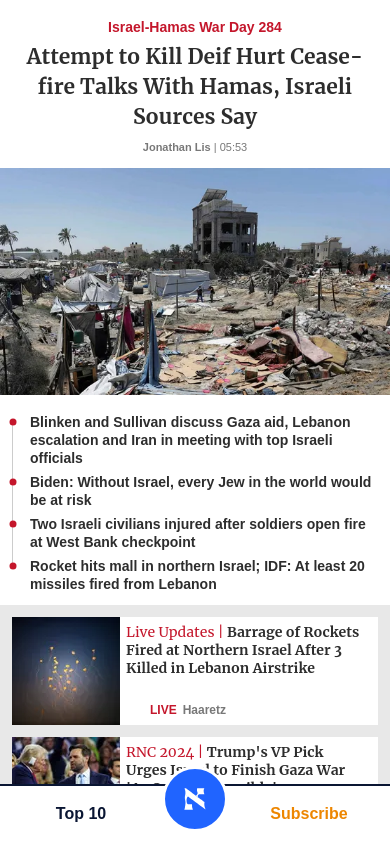 Israel-Hamas War Day 284
Attempt to Kill Deif Hurt Cease-
fire Talks With Hamas, Israeli
Sources Say
Jonathan Lis | 05:53
Blinken and Sullivan discuss Gaza aid, Lebanon
escalation and Iran in meeting with top Israeli
officials
Biden: Without Israel, every Jew in the world would
be at risk
Two Israeli civilians injured after soldiers open fire
at West Bank checkpoint
Rocket hits mall in northern Israel; IDF: At least 20
missiles fired from Lebanon
Live Updates | Barrage of Rockets
Fired at Northern Israel After 3
Killed in Lebanon Airstrike
LIVE Haaretz
RNC 2024 | Trump's VP Pick
Urges to Finish Gaza War
Top 10
Subscribe